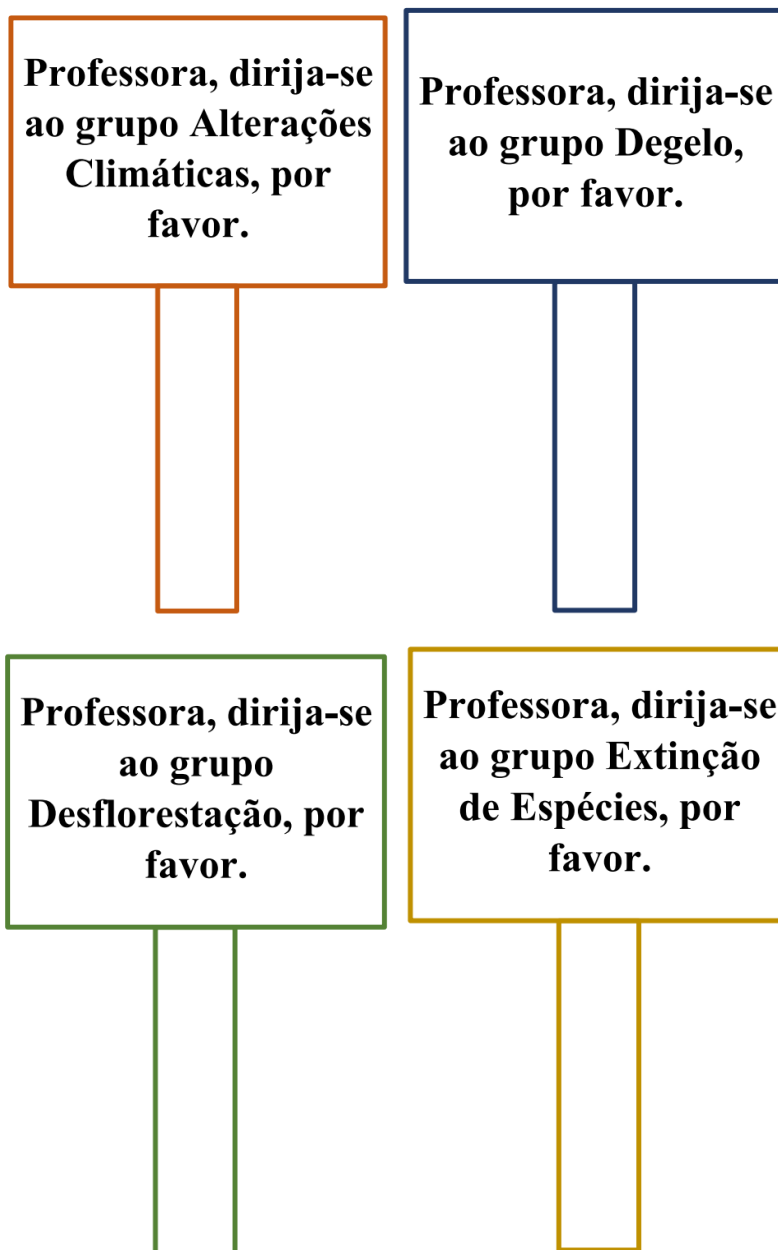 Professora, dirija-se
ao grupo Alterações
Climáticas, por
favor.
Professora, dirija-se
ao grupo Degelo,
por favor.
Professora, dirija-se
ao grupo
Desflorestação, por
favor.
Professora, dirija-se
ao grupo Extinção
de Espécies, por
favor.